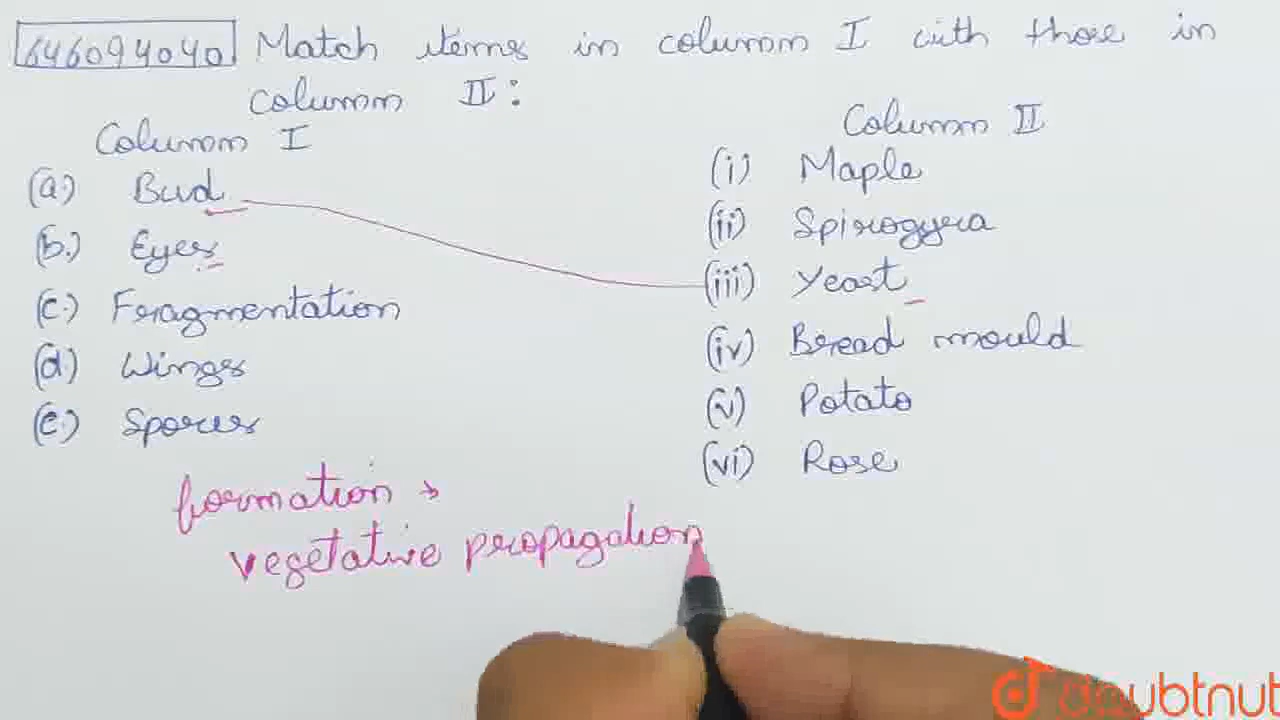 646094040 Match items in column I with those in
column II:
Column I
Column II
(a.) Bud
(i) Maple
(b.) Eyes
(ii) Spirogyra
(c.) Fragmentation
(iii) Yeast
(d.) Wings
(iv) Bread mould
(e.) Spores
(v) Potato
(vi) Rose
formation →
vegetative propagation
doubtnut